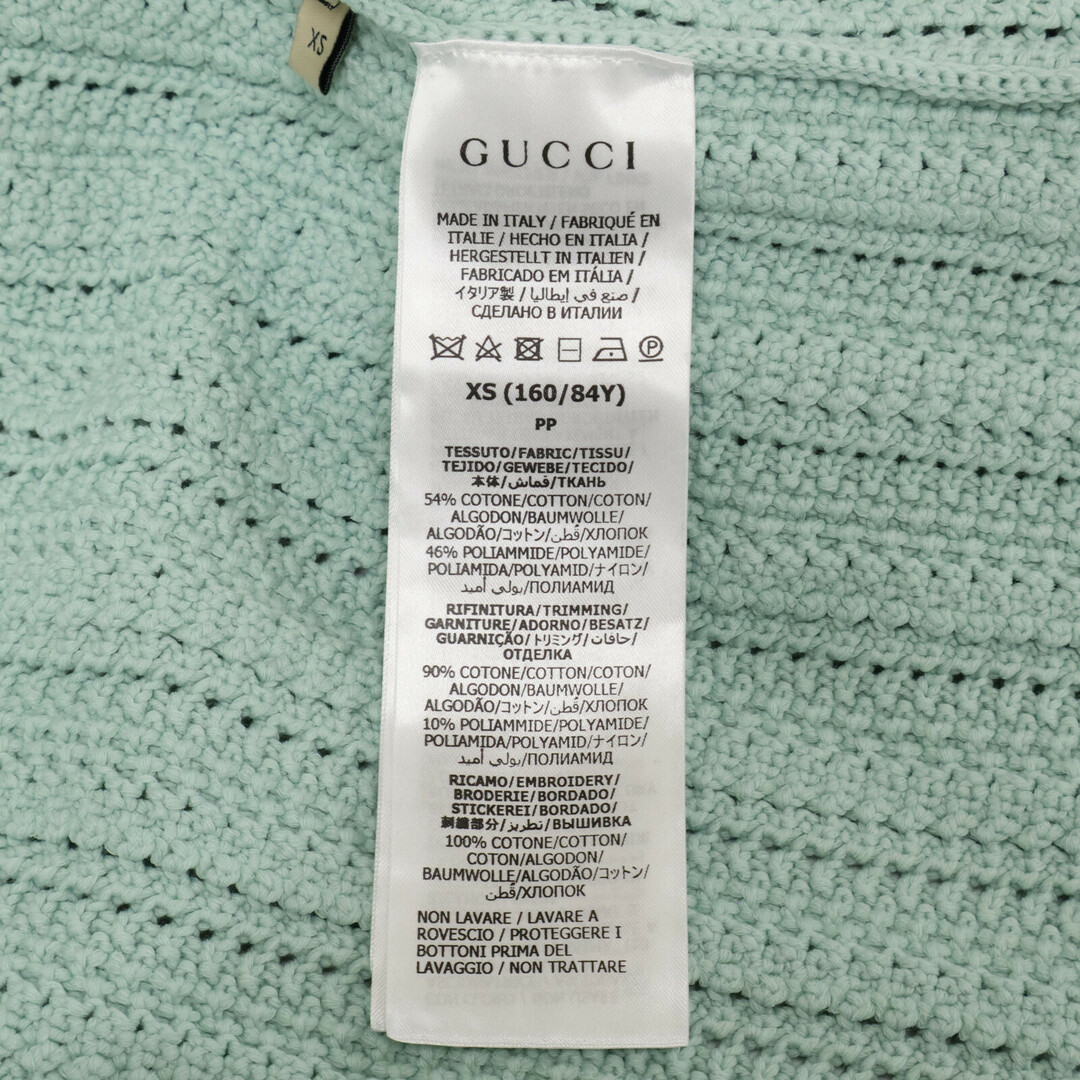 XS
GUCCI
MADE IN ITALY / FABRIQUÉ EN
ITALIE / HECHO EN ITALIA /
HERGESTELLT IN ITALIEN /
FABRICADO EM ITÁLIA /
イタリア製 / صنع في إيطاليا /
СДЕЛАНО В ИТАЛИИ
P
XS (160/84Y)
PP
TESSUTO/FABRIC/TISSU/
TEJIDO/GEWEBE/TECIDO/
本体/قماش/ТКАНЬ
54% COTONE/COTTON/COTON/
ALGODON/BAUMWOLLE/
ALGODÃO/コットン/قُطن/ХЛОПОК
46% POLIAMMIDE/POLYAMIDE/
POLIAMIDA/POLYAMID/ナイロン/
بولي أميد/ПОЛИАМИД
RIFINITURA/TRIMMING/
GARNITURE/ADORNO/BESATZ/
GUARNIÇÃO/トリミング/حافات/
ОТДЕЛКА
90% COTONE/COTTON/COTON/
ALGODON/BAUMWOLLE/
ALGODÃO/コットン/قُطن/ХЛОПОК
10% POLIAMMIDE/POLYAMIDE/
POLIAMIDA/POLYAMID/ナイロン/
بولي أميد/ПОЛИАМИД
RICAMO/EMBROIDERY/
BRODERIE/BORDADO/
STICKEREI/BORDADO/
刺繍部分/تطريز/ВЫШИВКА
100% COTONE/COTTON/
COTON/ALGODON/
BAUMWOLLE/ALGODÃO/コットン/
قُطن/ХЛОПОК
NON LAVARE / LAVARE A
ROVESCIO / PROTEGGERE I
BOTTONI PRIMA DEL
LAVAGGIO / NON TRATTARE